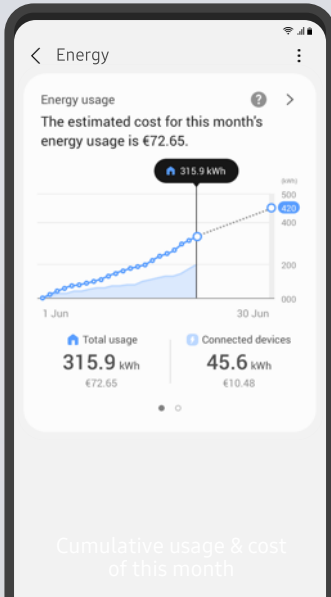 Energy
Energy usage
The estimated cost for this month's
energy usage is €72.65.
315.9 kWh
(kWh)
500
420
400
200
000
1 Jun 30 Jun
Total usage Connected devices
315.9 kWh 45.6 kWh
€72.65 €10.48
Cumulative usage & cost
of this month